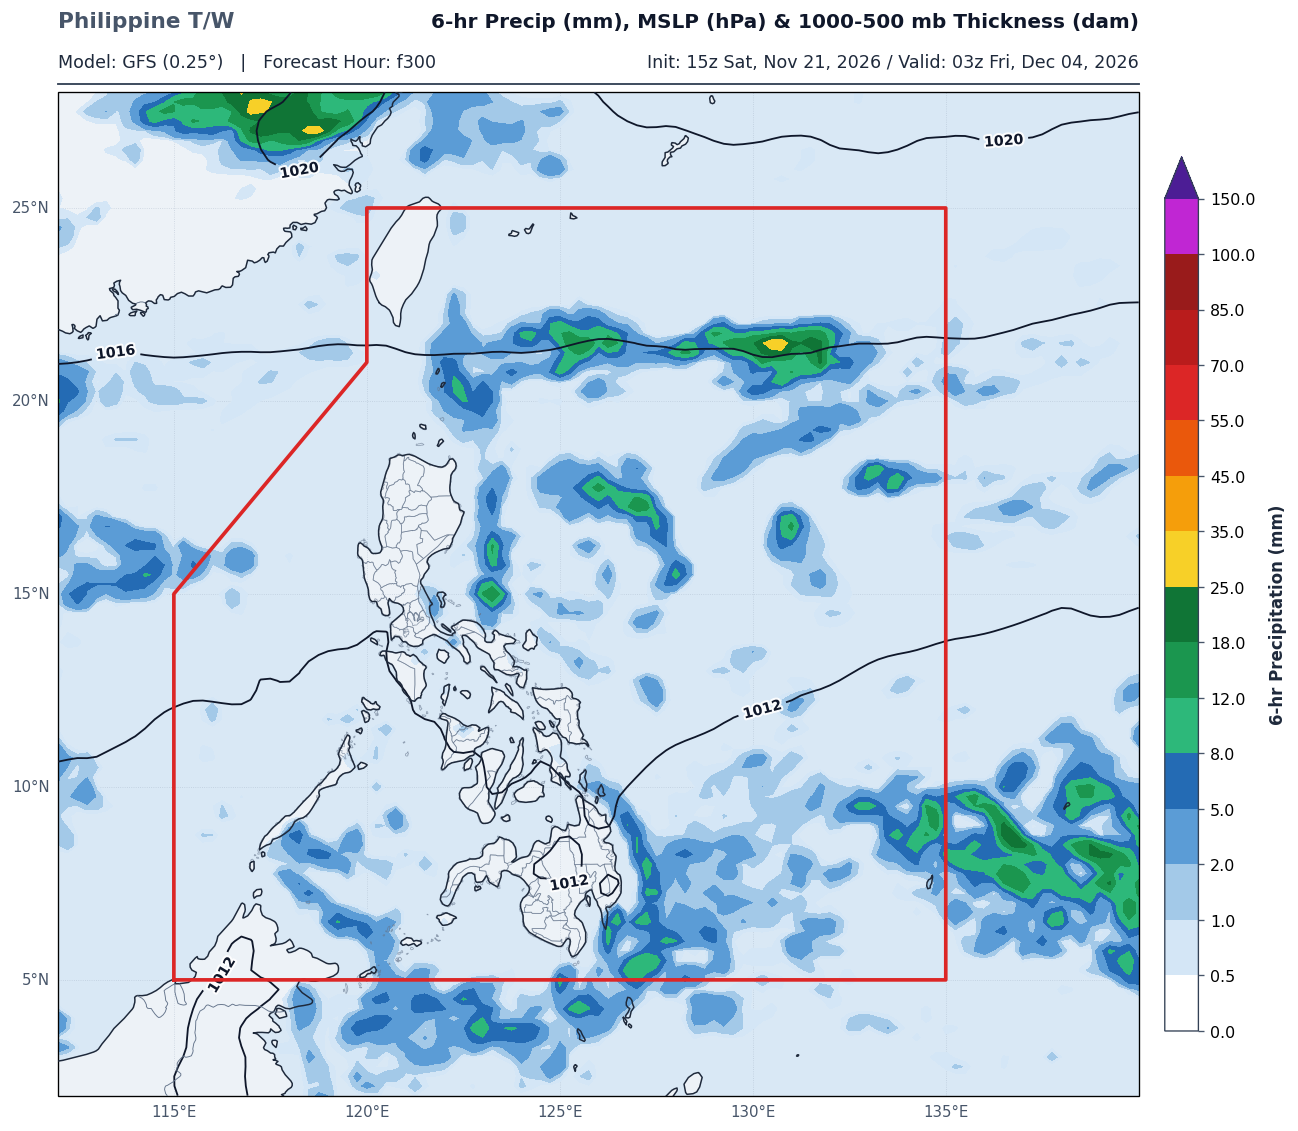 Philippine T/W
6-hr Precip (mm), MSLP (hPa) & 1000-500 mb Thickness (dam)
Model: GFS (0.25°) | Forecast Hour: f300
Init: 15z Sat, Nov 21, 2026 / Valid: 03z Fri, Dec 04, 2026
1020
1020
1016
1012
1012
1012
25°N
20°N
15°N
10°N
5°N
115°E
120°E
125°E
130°E
135°E
150.0
100.0
85.0
70.0
55.0
45.0
35.0
25.0
18.0
12.0
8.0
5.0
2.0
1.0
0.5
0.0
6-hr Precipitation (mm)